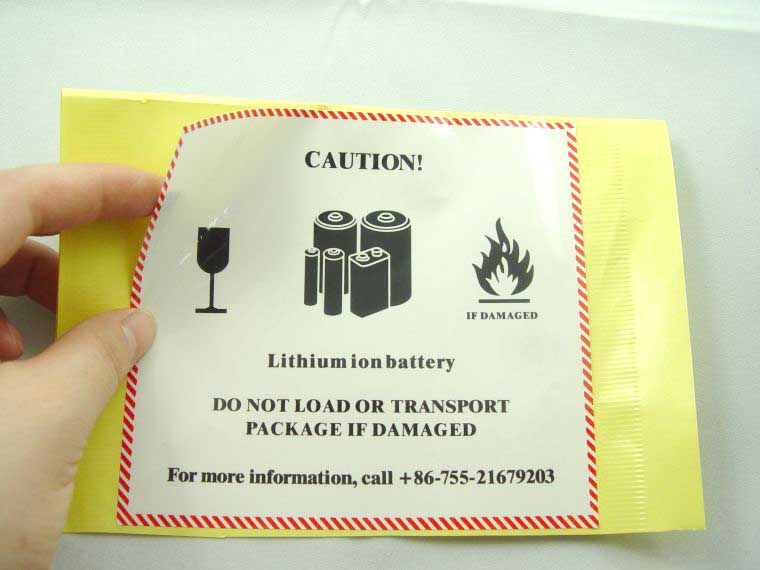 CAUTION!
IF DAMAGED
Lithium ion battery
DO NOT LOAD OR TRANSPORT
PACKAGE IF DAMAGED
For more information, call +86-755-21679203